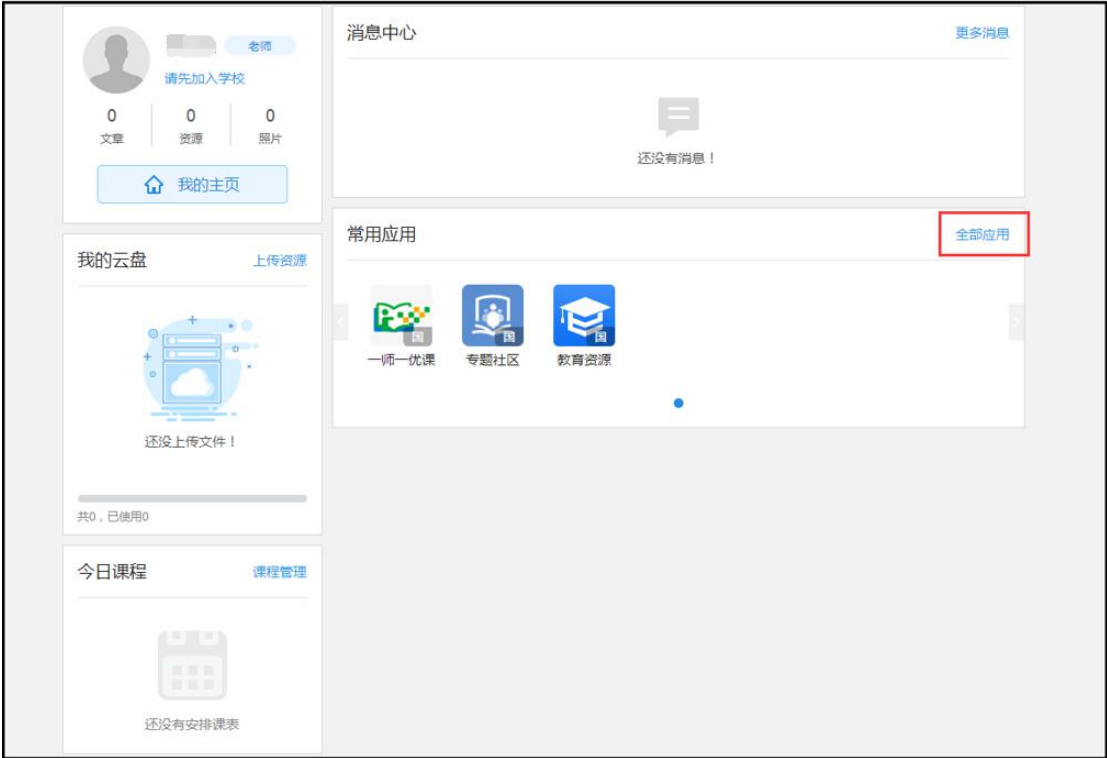 老师
请先加入学校
0 0 0
文章 资源 照片
我的主页
我的云盘 上传资源
还没上传文件！
共0，已使用0
今日课程 课程管理
还没有安排课表
消息中心 更多消息
还没有消息！
常用应用 全部应用
国 国 国
一师一优课 专题社区 教育资源